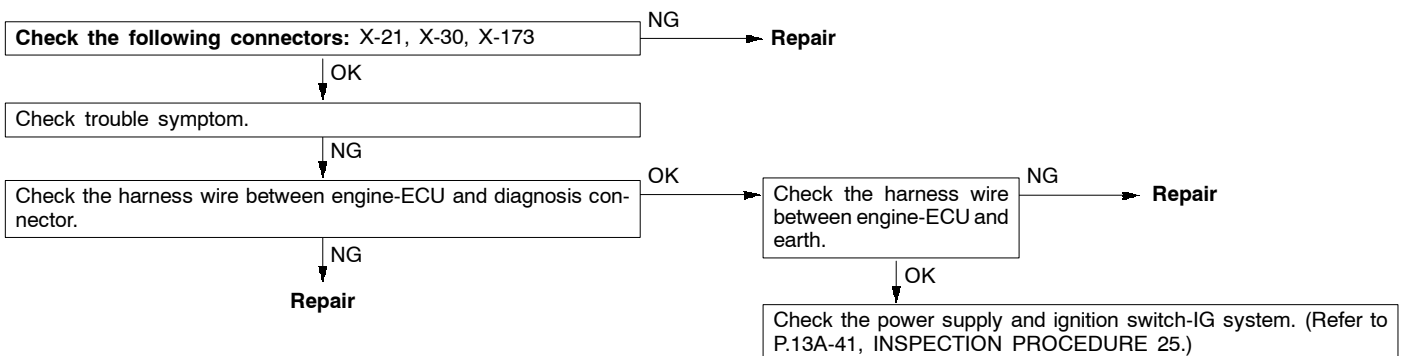 Check the following connectors: X-21, X-30, X-173
NG
Repair
OK
Check trouble symptom.
NG
Check the harness wire between engine-ECU and diagnosis con-
nector.
OK
Check the harness wire
between engine-ECU and
earth.
NG
Repair
NG
Repair
OK
Check the power supply and ignition switch-IG system. (Refer to
P.13A-41, INSPECTION PROCEDURE 25.)